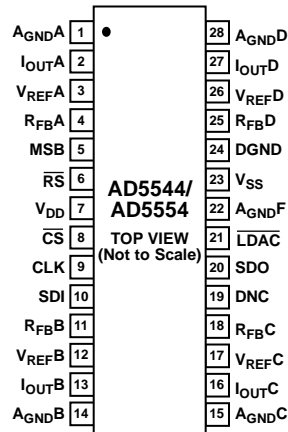 AGNDA 1
IOUTA 2
VREFA 3
RFBA 4
MSB 5
RS 6
VDD 7
CS 8
CLK 9
SDI 10
RFBB 11
VREFB 12
IOUTB 13
AGNDB 14
AD5544/
AD5554
TOP VIEW
(Not to Scale)
28 AGNDD
27 IOUTD
26 VREFD
25 RFBD
24 DGND
23 VSS
22 AGNDF
21 LDAC
20 SDO
19 DNC
18 RFBC
17 VREFC
16 IOUTC
15 AGNDC